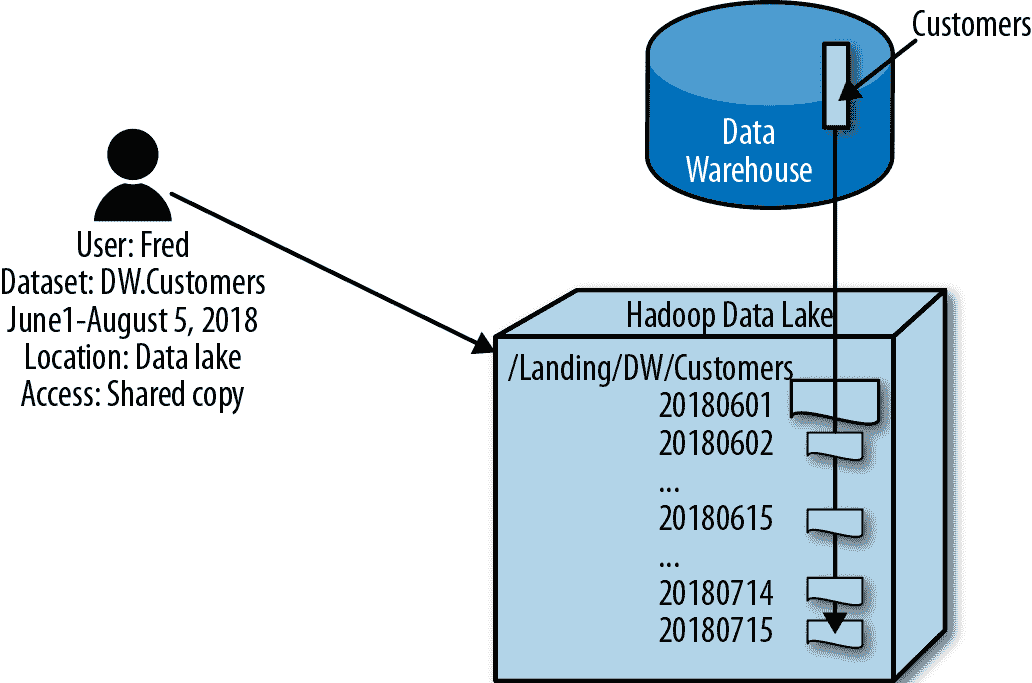 Customers
Data
Warehouse
User: Fred
Dataset: DW.Customers
June1-August 5, 2018
Location: Data lake
Access: Shared copy
Hadoop Data Lake
/Landing/DW/Customers
20180601
20180602
...
20180615
...
20180714
20180715